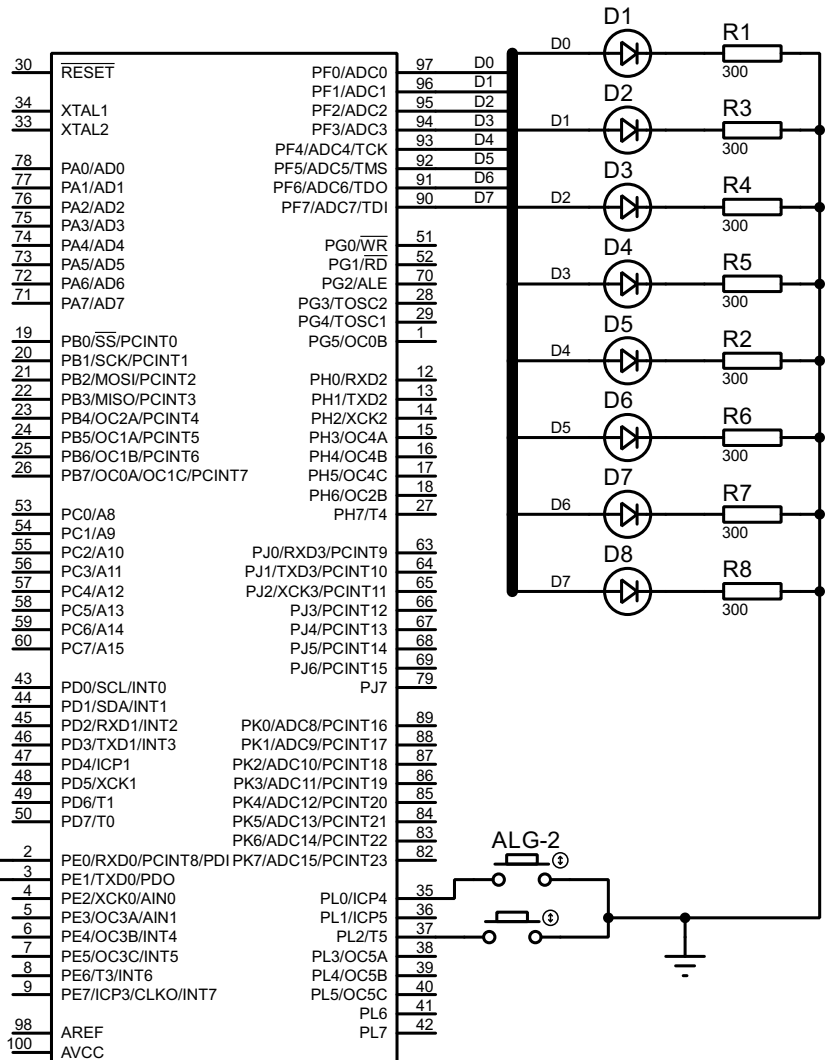 30 RESET PF0/ADC0 97 D0
PF1/ADC1 96 D1
34 XTAL1 PF2/ADC2 95 D2
33 XTAL2 PF3/ADC3 94 D3
PF4/ADC4/TCK 93 D4
78 PA0/AD0 PF5/ADC5/TMS 92 D5
77 PA1/AD1 PF6/ADC6/TDO 91 D6
76 PA2/AD2 PF7/ADC7/TDI 90 D7
75 PA3/AD3
74 PA4/AD4 PG0/WR 51
73 PA5/AD5 PG1/RD 52
72 PA6/AD6 PG2/ALE 70
71 PA7/AD7 PG3/TOSC2 28
PG4/TOSC1 29
19 PB0/SS/PCINT0 PG5/OC0B 1
20 PB1/SCK/PCINT1
21 PB2/MOSI/PCINT2 PH0/RXD2 12
22 PB3/MISO/PCINT3 PH1/TXD2 13
23 PB4/OC2A/PCINT4 PH2/XCK2 14
24 PB5/OC1A/PCINT5 PH3/OC4A 15
25 PB6/OC1B/PCINT6 PH4/OC4B 16
26 PB7/OC0A/OC1C/PCINT7 PH5/OC4C 17
PH6/OC2B 18
53 PC0/A8 PH7/T4 27
54 PC1/A9
55 PC2/A10 PJ0/RXD3/PCINT9 63
56 PC3/A11 PJ1/TXD3/PCINT10 64
57 PC4/A12 PJ2/XCK3/PCINT11 65
58 PC5/A13 PJ3/PCINT12 66
59 PC6/A14 PJ4/PCINT13 67
60 PC7/A15 PJ5/PCINT14 68
PJ6/PCINT15 69
43 PD0/SCL/INT0 PJ7 79
44 PD1/SDA/INT1
45 PD2/RXD1/INT2 PK0/ADC8/PCINT16 89
46 PD3/TXD1/INT3 PK1/ADC9/PCINT17 88
47 PD4/ICP1 PK2/ADC10/PCINT18 87
48 PD5/XCK1 PK3/ADC11/PCINT19 86
49 PD6/T1 PK4/ADC12/PCINT20 85
50 PD7/T0 PK5/ADC13/PCINT21 84
PK6/ADC14/PCINT22 83
2 PE0/RXD0/PCINT8/PDI PK7/ADC15/PCINT23 82
3 PE1/TXD0/PDO
4 PE2/XCK0/AIN0 PL0/ICP4 35
5 PE3/OC3A/AIN1 PL1/ICP5 36
6 PE4/OC3B/INT4 PL2/T5 37
7 PE5/OC3C/INT5 PL3/OC5A 38
8 PE6/T3/INT6 PL4/OC5B 39
9 PE7/ICP3/CLKO/INT7 PL5/OC5C 40
PL6 41
98 AREF PL7 42
100 AVCC
D1 R1
D0 300
D2 R3
D1 300
D3 R4
D2 300
D4 R5
D3 300
D5 R2
D4 300
D6 R6
D5 300
D7 R7
D6 300
D8 R8
D7 300
ALG-2